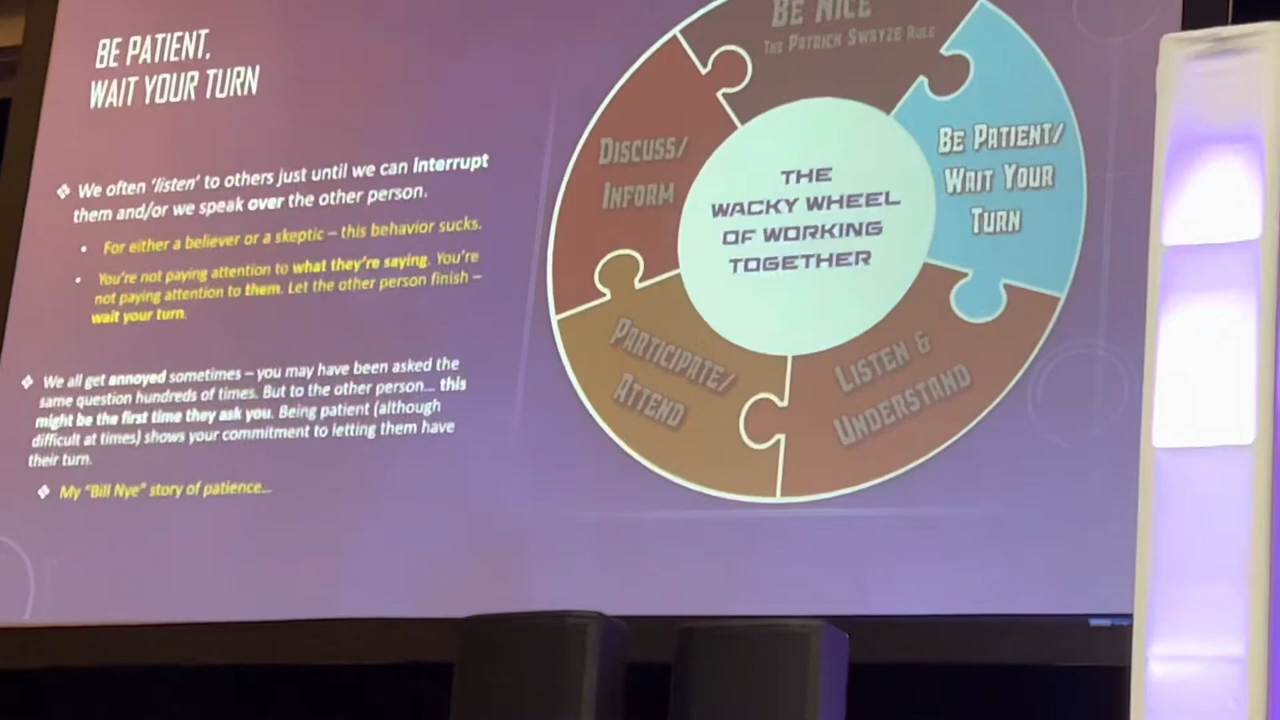 BE PATIENT,
WAIT YOUR TURN
❖ We often 'listen' to others just until we can interrupt
them and/or we speak over the other person.
• For either a believer or a skeptic – this behavior sucks.
• You're not paying attention to what they're saying. You're
not paying attention to them. Let the other person finish –
wait your turn.
❖ We all get annoyed sometimes – you may have been asked the
same question hundreds of times. But to the other person... this
might be the first time they ask you. Being patient (although
difficult at times) shows your commitment to letting them have
their turn.
❖ My "Bill Nye" story of patience...
BE NICE
THE PATRICK SWAYZE RULE
BE PATIENT/
WAIT YOUR
TURN
LISTEN &
UNDERSTAND
PARTICIPATE/
ATTEND
DISCUSS/
INFORM
THE
WACKY WHEEL
OF WORKING
TOGETHER